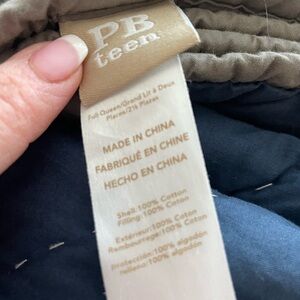 PB
teen
Full Queen/Grand Lit à Deux
Places/2½ Plazas
MADE IN CHINA
FABRIQUÉ EN CHINE
HECHO EN CHINA
Shell:100% Cotton
Filling:100% Cotton
Extérieur:100% Coton
Rembourrage:100% Coton
protección:100% algodón
relleno:100% algodón